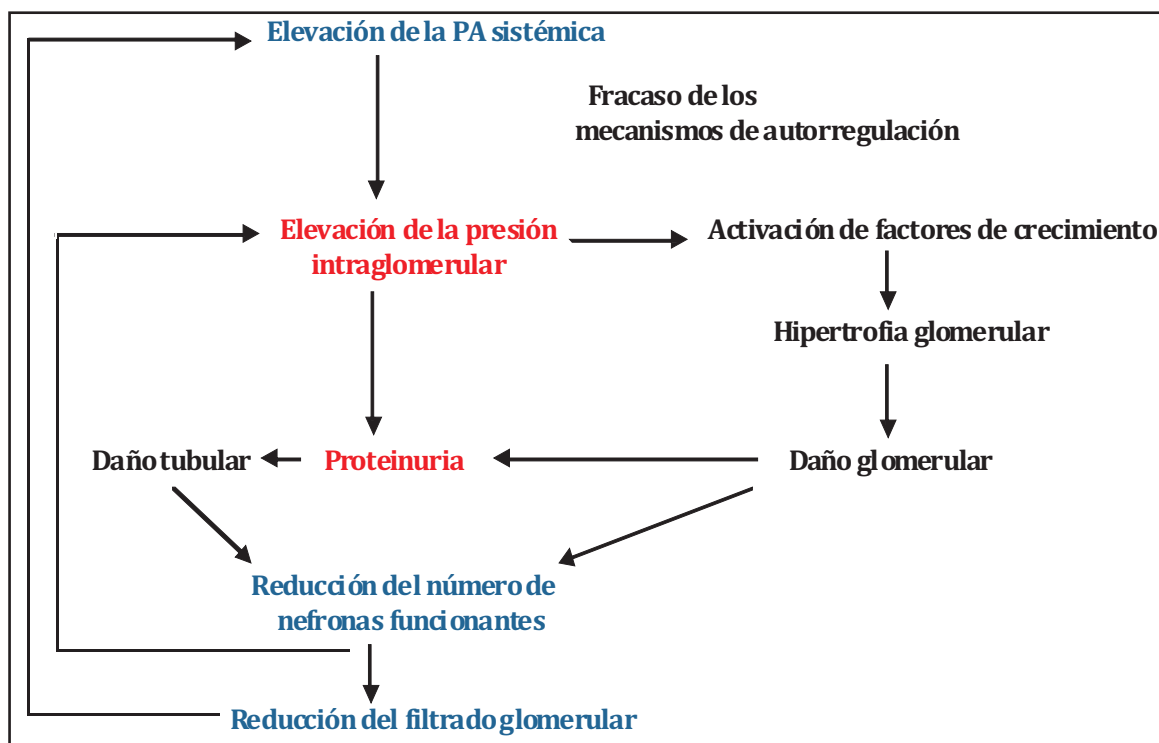 Elevación de la PA sistémica
Fracaso de los
mecanismos de autorregulación
Elevación de la presión
intraglomerular
Activación de factores de crecimiento
Hipertrofia glomerular
Daño tubular
Proteinuria
Daño glomerular
Reducción del número de
nefronas funcionantes
Reducción del filtrado glomerular